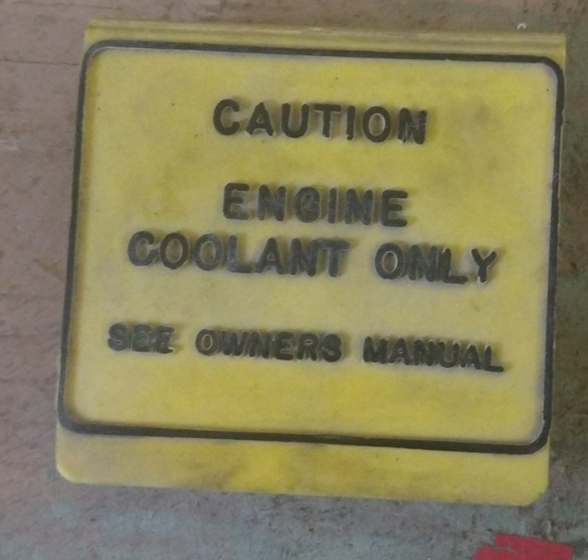 CAUTION
ENGINE
COOLANT ONLY
SEE OWNERS MANUAL